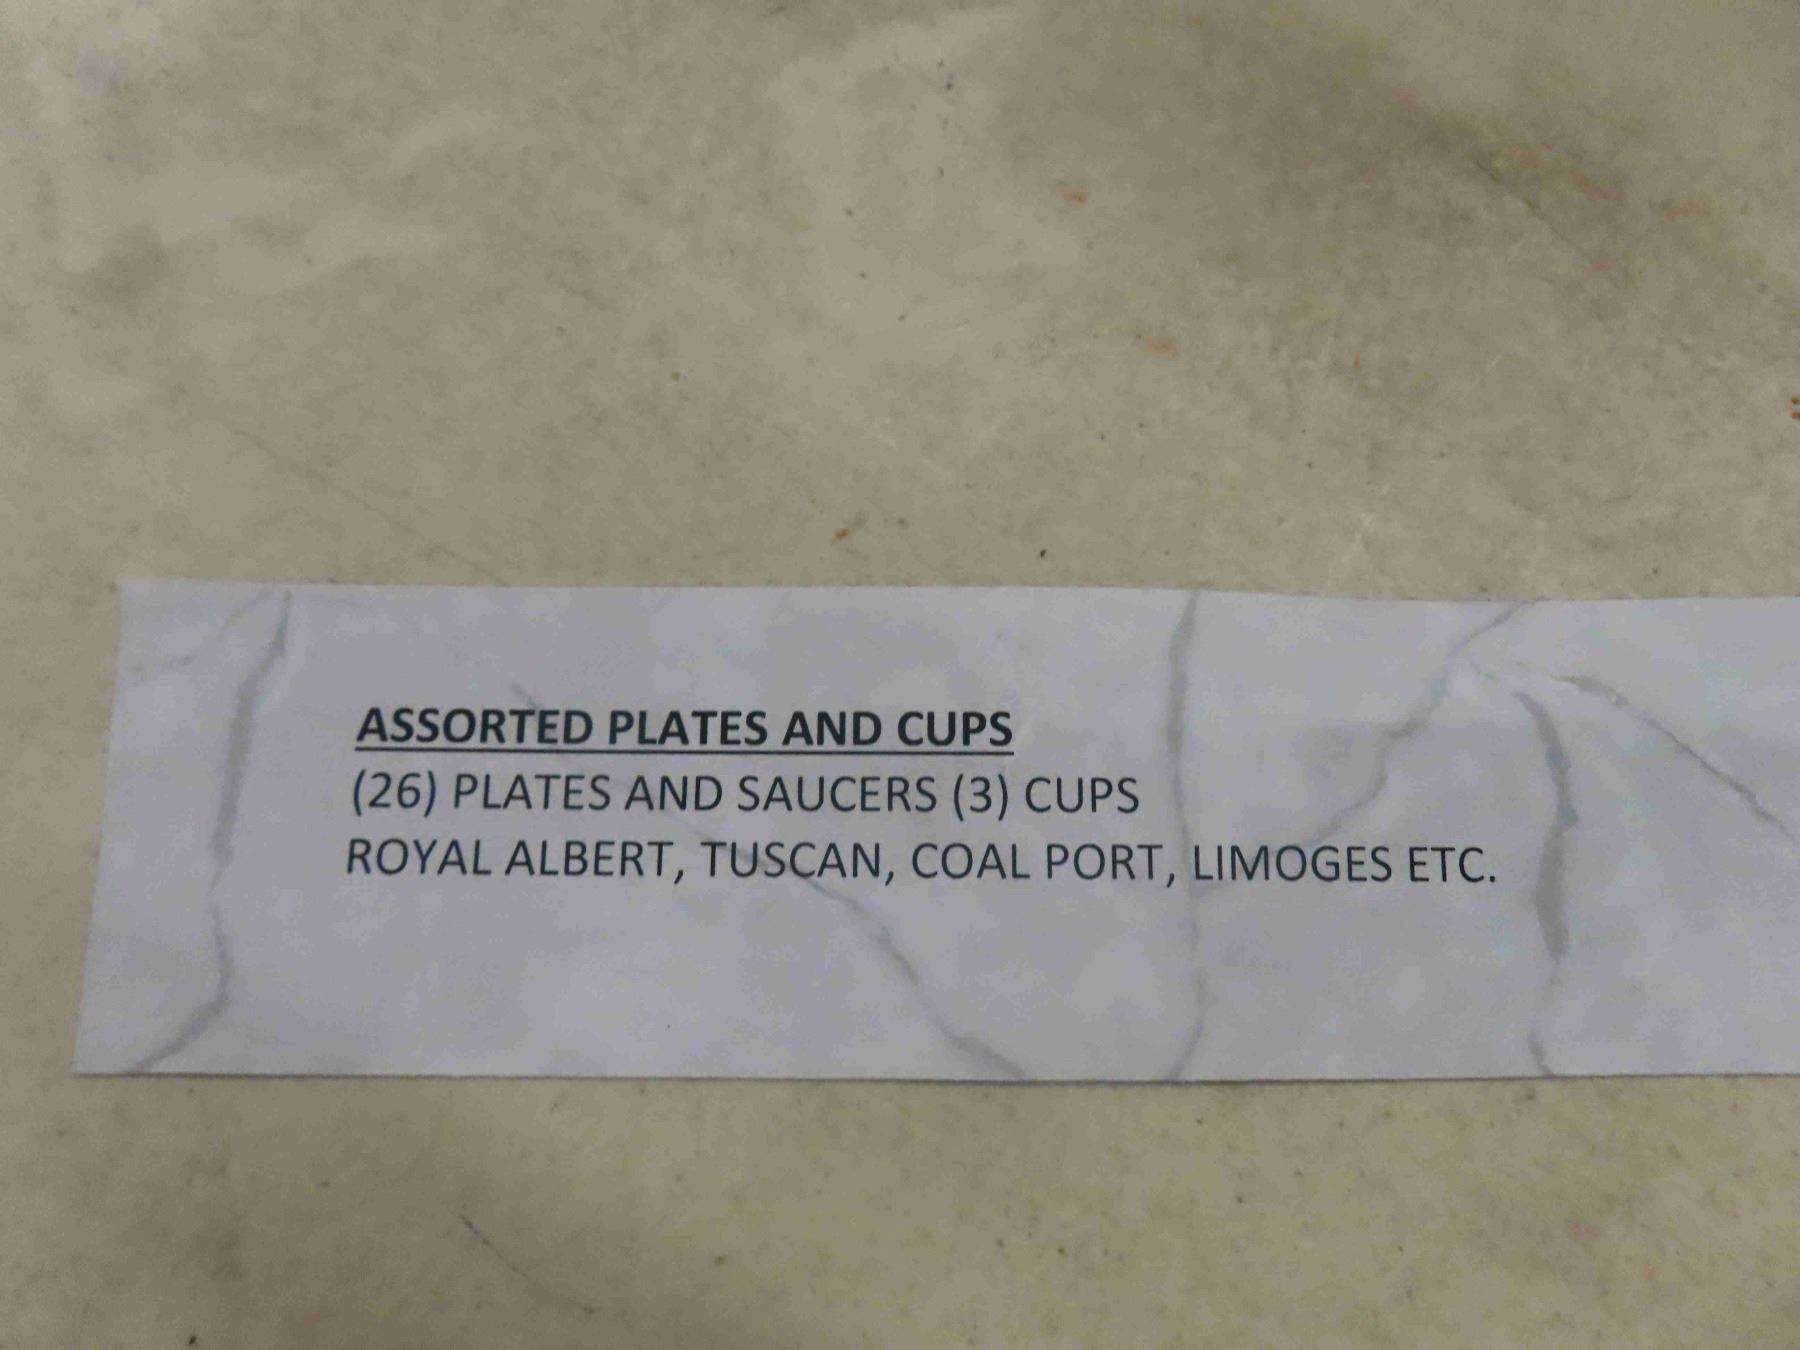 ASSORTED PLATES AND CUPS
(26) PLATES AND SAUCERS (3) CUPS
ROYAL ALBERT, TUSCAN, COAL PORT, LIMOGES ETC.